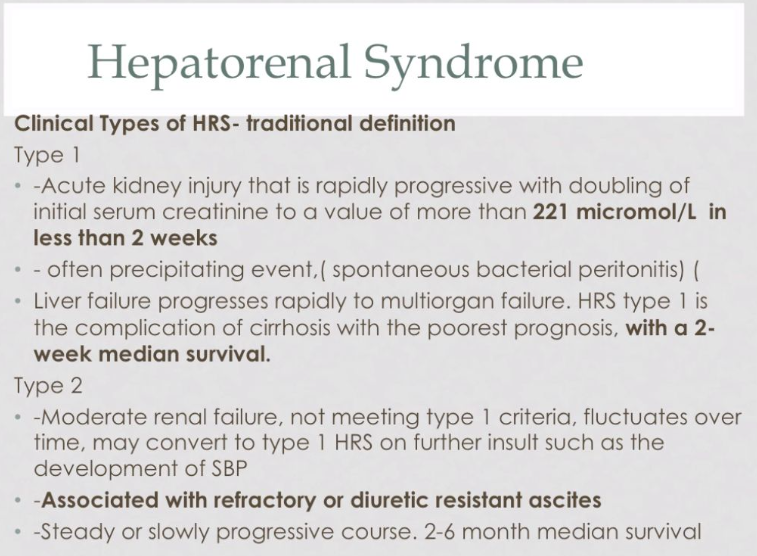 Hepatorenal Syndrome
Clinical Types of HRS- traditional definition
Type 1
• -Acute kidney injury that is rapidly progressive with doubling of
initial serum creatinine to a value of more than 221 micromol/L in
less than 2 weeks
• - often precipitating event,( spontaneous bacterial peritonitis) (
• Liver failure progresses rapidly to multiorgan failure. HRS type 1 is
the complication of cirrhosis with the poorest prognosis, with a 2-
week median survival.
Type 2
• -Moderate renal failure, not meeting type 1 criteria, fluctuates over
time, may convert to type 1 HRS on further insult such as the
development of SBP
• -Associated with refractory or diuretic resistant ascites
• -Steady or slowly progressive course. 2-6 month median survival